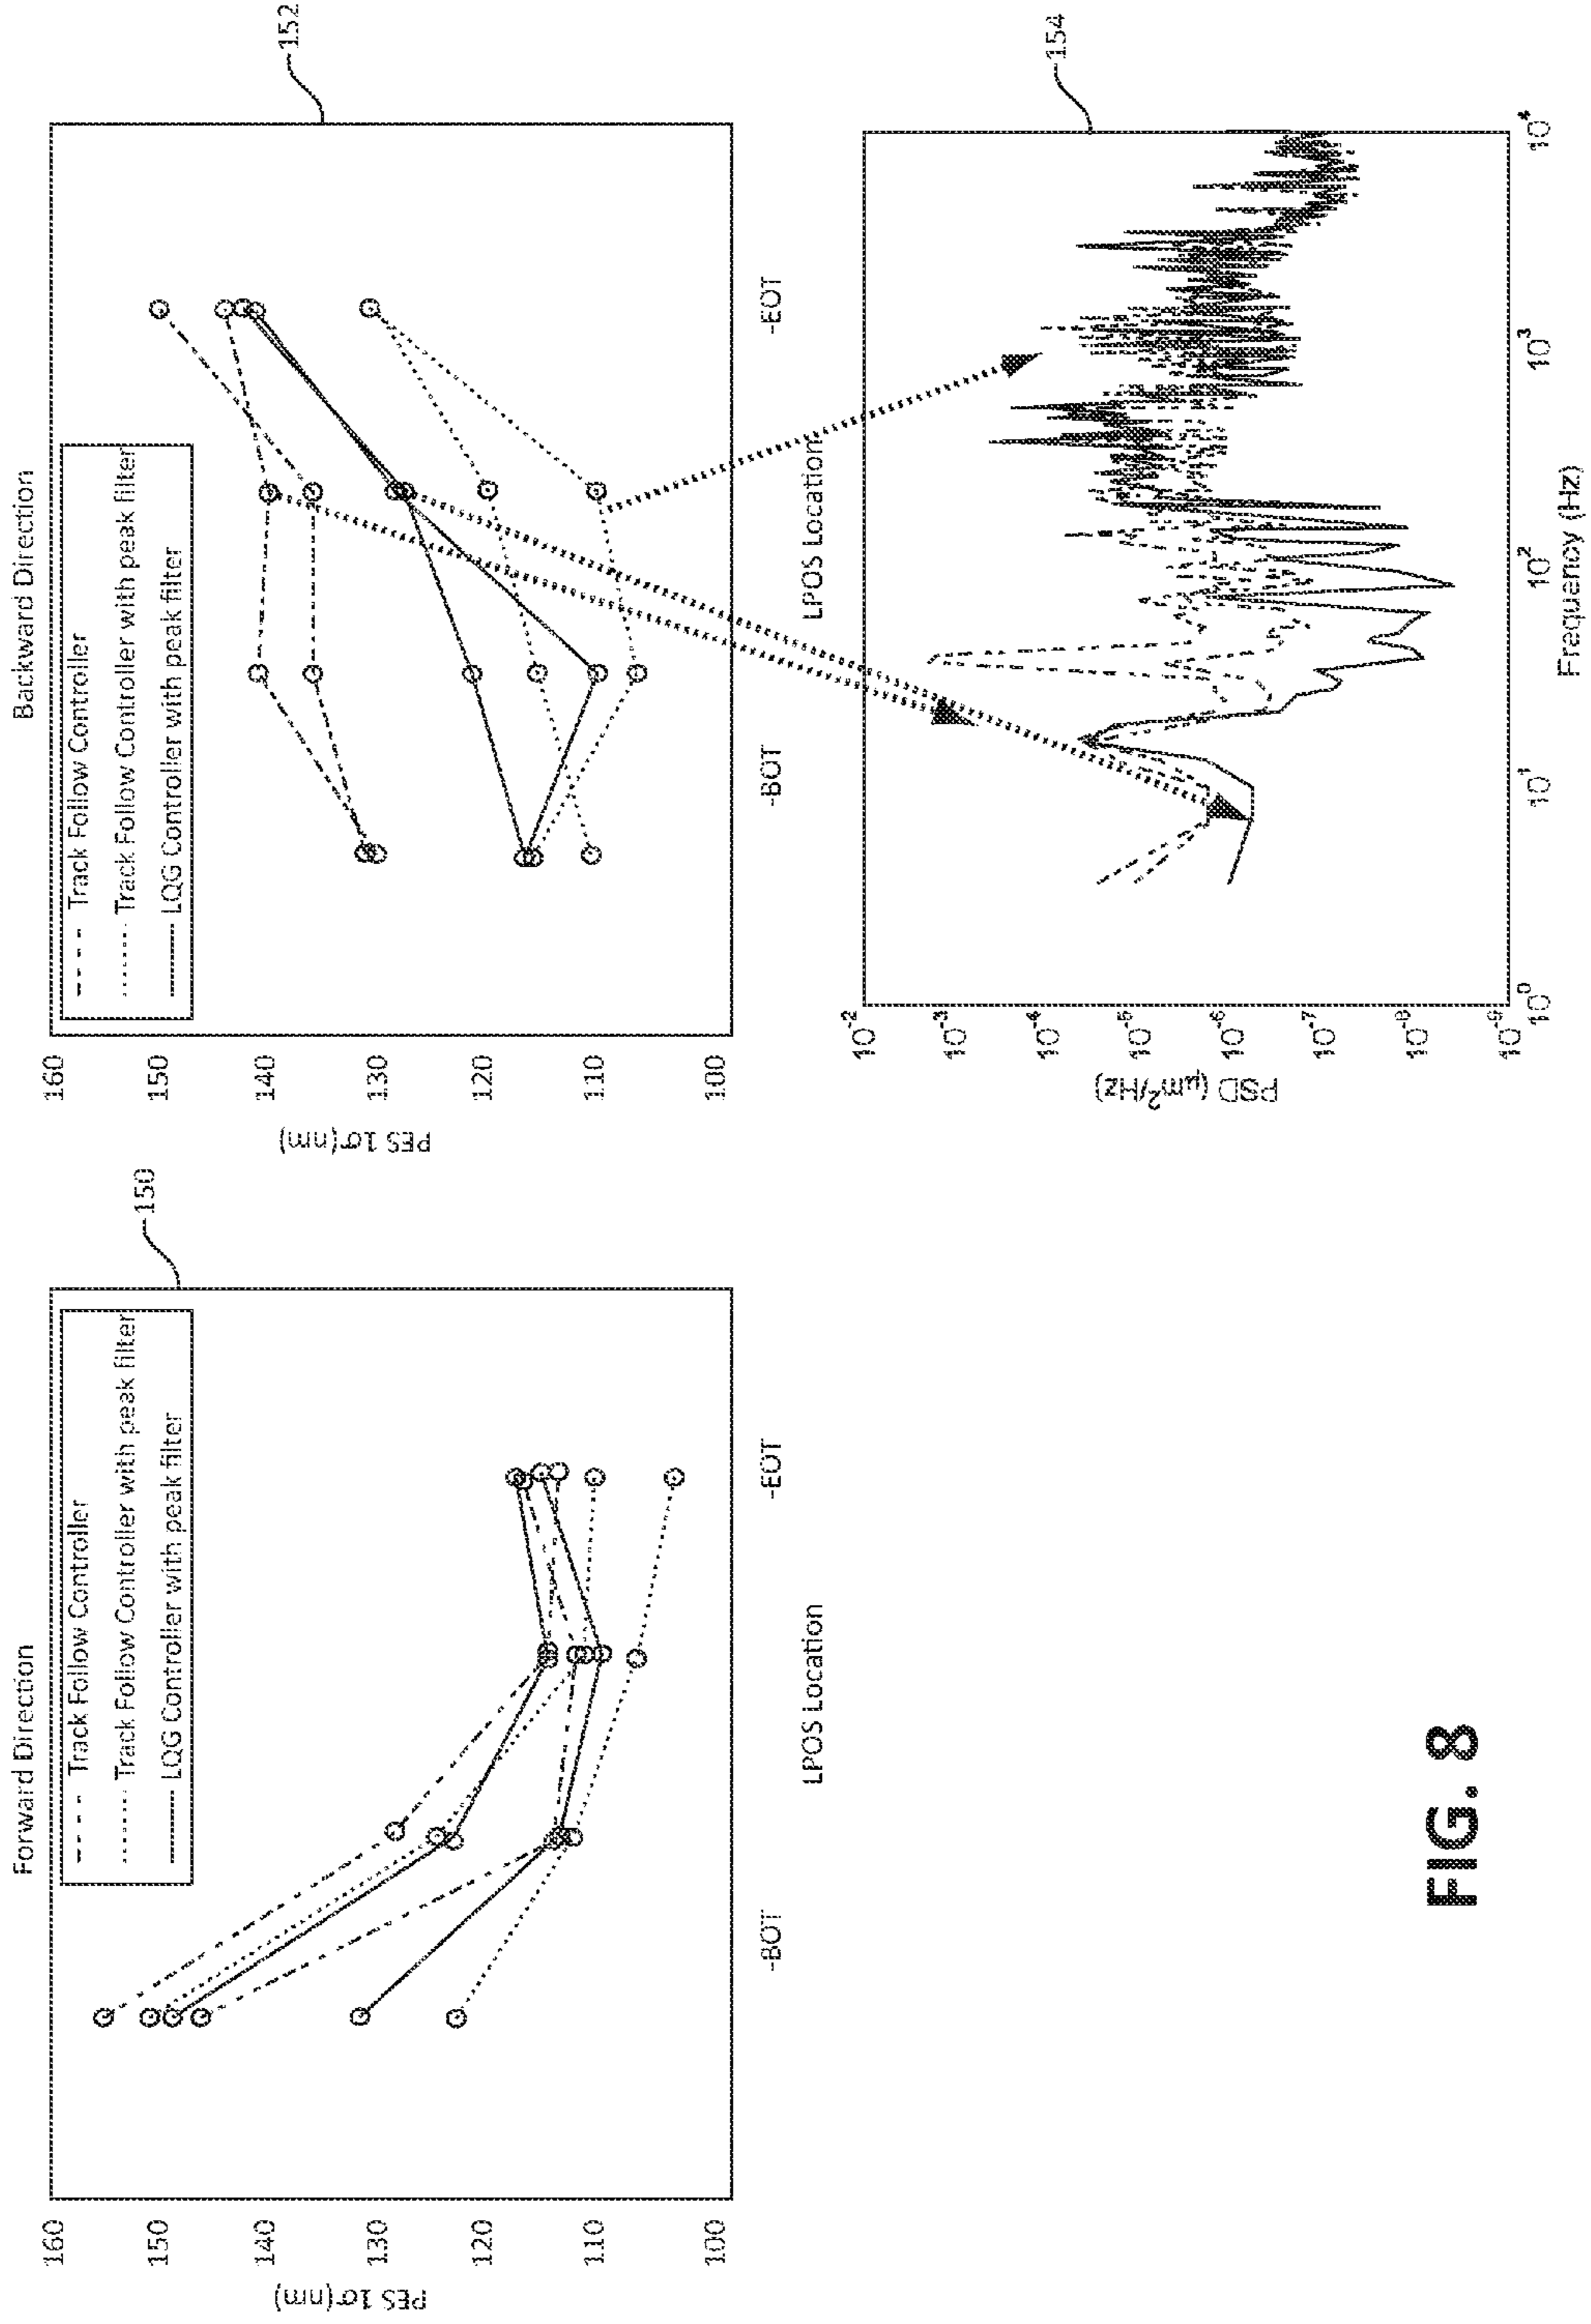 Forward Direction
160
150
140
130
120
110
100
PES 1σ(nm)
Track Follow Controller
Track Follow Controller with peak filter
LQG Controller with peak filter
150
-BOT
-EOT
LPOS Location
Backward Direction
160
150
140
130
120
110
100
PES 1σ(nm)
Track Follow Controller
Track Follow Controller with peak filter
LQG Controller with peak filter
152
-BOT
-EOT
LPOS Location
10⁻²
10⁻³
10⁻⁴
10⁻⁵
10⁻⁶
10⁻⁷
10⁻⁸
10⁻⁹
PSD (μm²/Hz)
154
10⁰
10¹
10²
10³
10⁴
Frequency (Hz)
FIG. 8